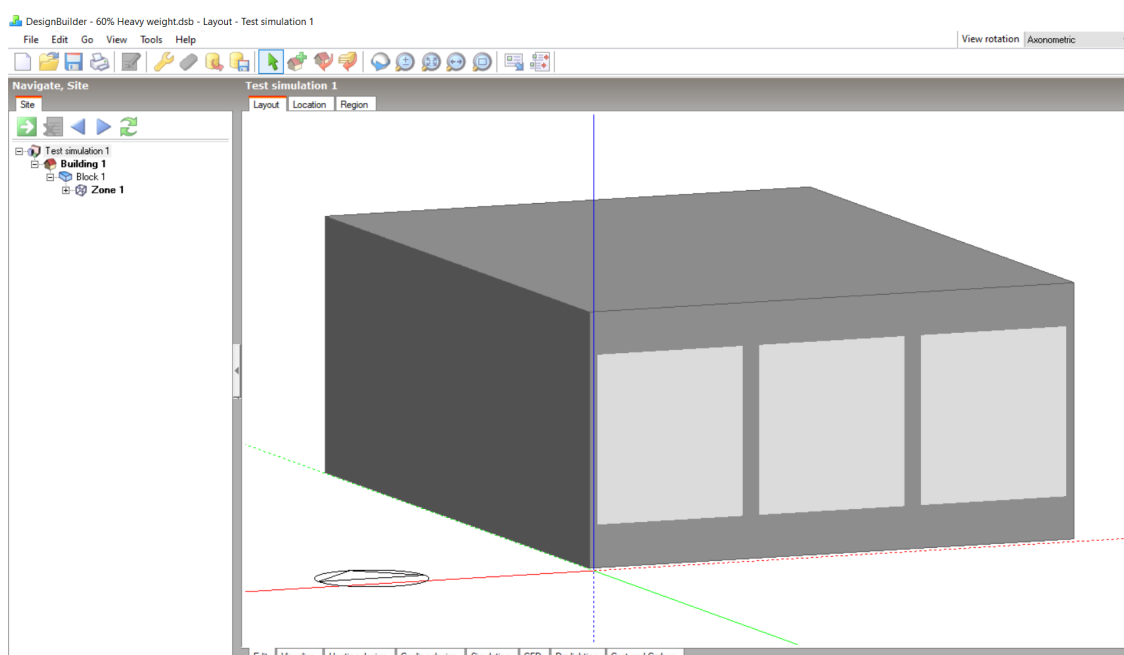 DesignBuilder - 60% Heavy weight.dsb - Layout - Test simulation 1
File Edit Go View Tools Help
View rotation Axonometric
Navigate, Site
Test simulation 1
Site
Layout Location Region
Test simulation 1
Building 1
Block 1
Zone 1